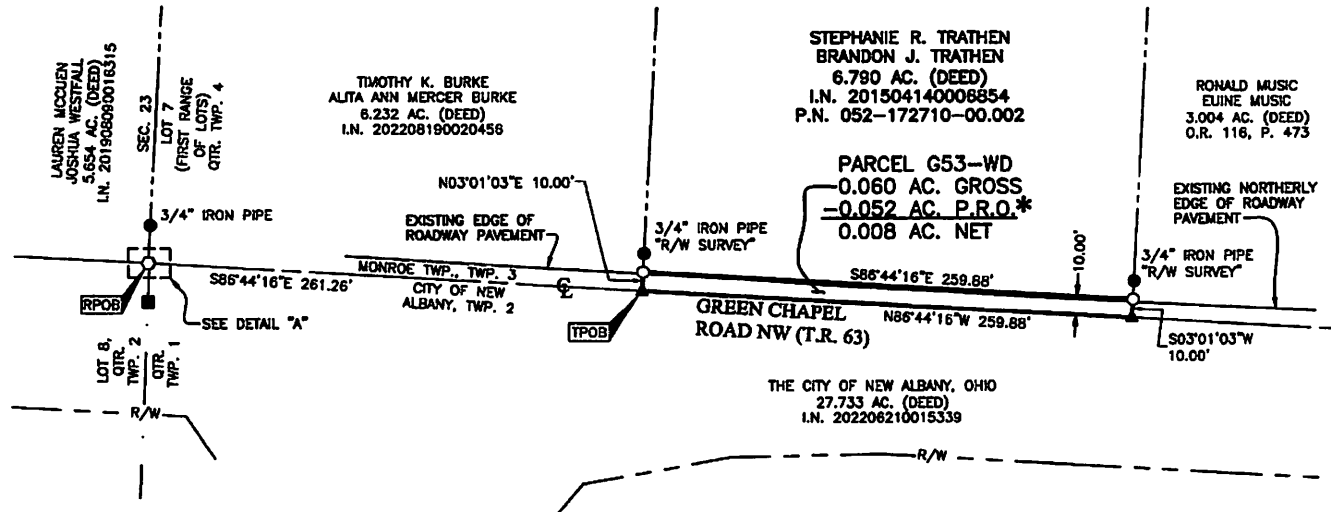 LAUREN MCCUEN
JOSHUA WESTFALL
5.654 AC. (DEED)
I.N. 201908090016315
SEC. 23
LOT 7
(FIRST RANGE
OF LOTS)
QTR. TWP. 4
TIMOTHY K. BURKE
ALITA ANN MERCER BURKE
6.232 AC. (DEED)
I.N. 202208190020456
STEPHANIE R. TRATHEN
BRANDON J. TRATHEN
6.790 AC. (DEED)
I.N. 201504140006854
P.N. 052-172710-00.002
RONALD MUSIC
EUINE MUSIC
3.004 AC. (DEED)
O.R. 116, P. 473
PARCEL G53-WD
0.060 AC. GROSS
-0.052 AC. P.R.O.*
0.008 AC. NET
N03°01'03"E 10.00'
EXISTING EDGE OF
ROADWAY PAVEMENT
3/4" IRON PIPE
3/4" IRON PIPE
"R/W SURVEY"
EXISTING NORTHERLY
EDGE OF ROADWAY
PAVEMENT
3/4" IRON PIPE
"R/W SURVEY"
10.00'
S86°44'16"E 261.26'
MONROE TWP., TWP. 3
CITY OF NEW
ALBANY, TWP. 2
S86°44'16"E 259.88'
RPOB
SEE DETAIL "A"
TPOB
GREEN CHAPEL
ROAD NW (T.R. 63)
N86°44'16"W 259.88'
S03°01'03"W
10.00'
LOT 8,
QTR.
TWP. 2
QTR.
TWP. 1
R/W
THE CITY OF NEW ALBANY, OHIO
27.733 AC. (DEED)
I.N. 202206210015339
R/W